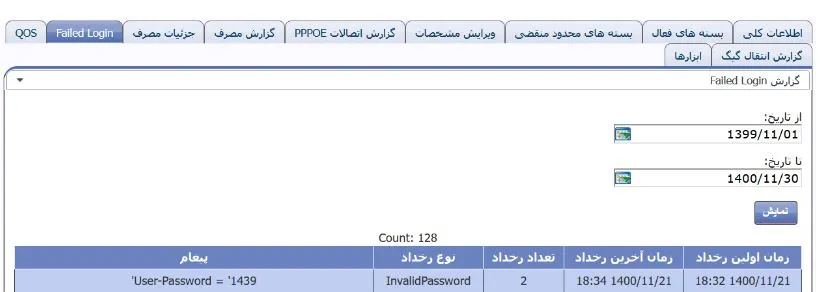 اطلاعات کلی بسته های فعال بسته های محدود منقضی ویرایش مشخصات گزارش اتصالات PPPOE گزارش مصرف جزئیات مصرف Failed Login QOS
گزارش انتقال گیگ ابزارها
گزارش Failed Login
از تاریخ:
1399/11/01
تا تاریخ:
1400/11/30
نمایش
Count: 128
زمان اولین رخداد زمان آخرین رخداد تعداد رخداد نوع رخداد پیغام
18:32 1400/11/21 18:34 1400/11/21 2 InvalidPassword 'User-Password = '1439